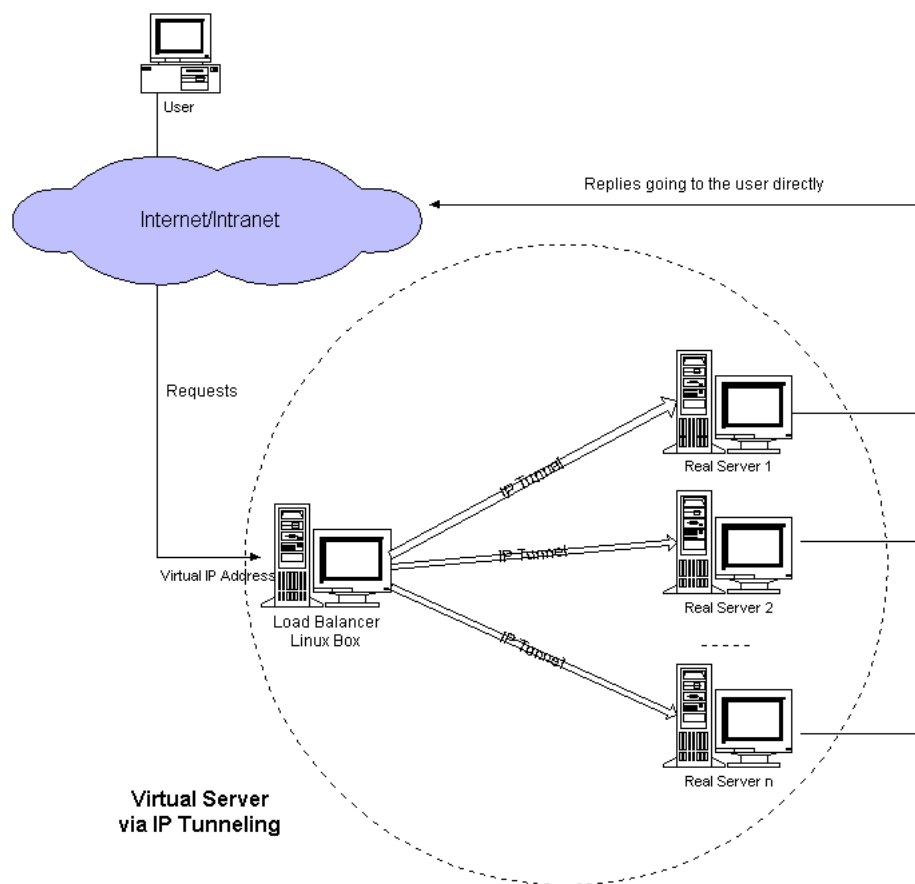 User
Internet/Intranet
Replies going to the user directly
Requests
Virtual IP Address
Load Balancer
Linux Box
IP Tunnel
IP Tunnel
IP Tunnel
Real Server 1
Real Server 2
Real Server n
Virtual Server
via IP Tunneling